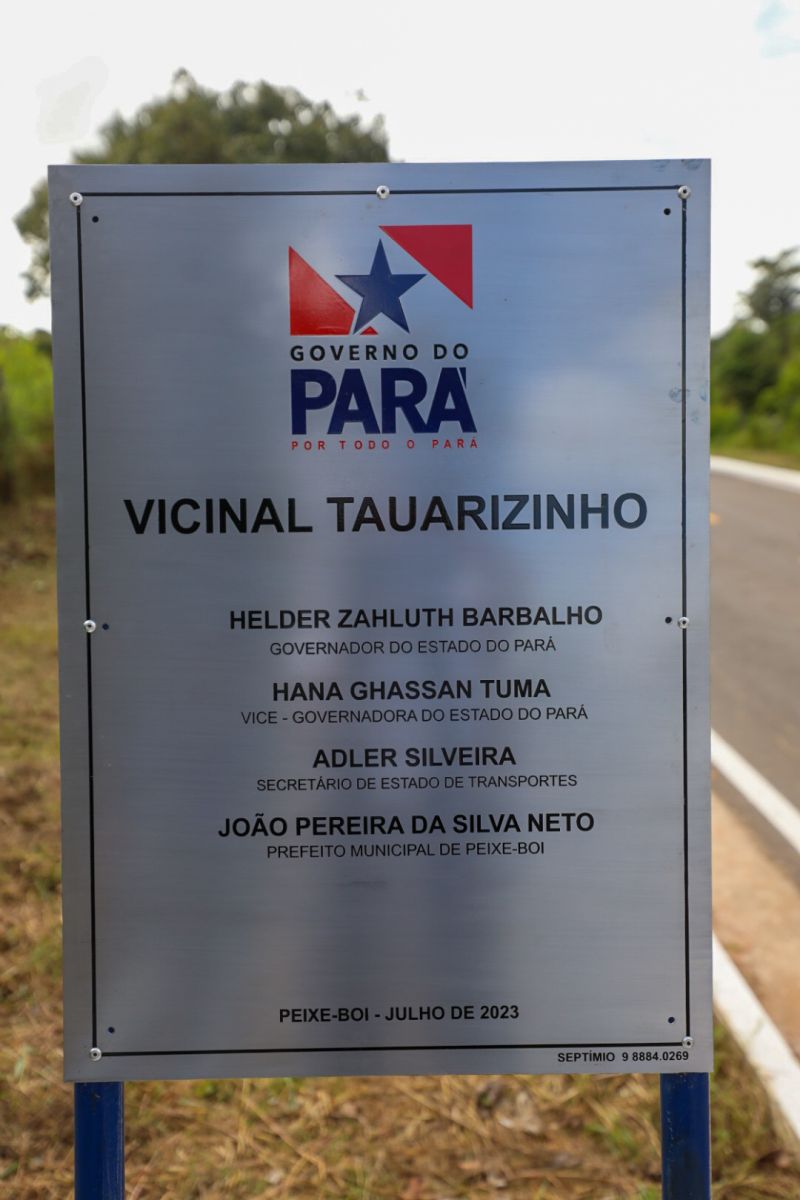 GOVERNO DO
PARÁ
POR TODO O PARÁ
VICINAL TAUARIZINHO
HELDER ZAHLUTH BARBALHO
GOVERNADOR DO ESTADO DO PARÁ
HANA GHASSAN TUMA
VICE - GOVERNADORA DO ESTADO DO PARÁ
ADLER SILVEIRA
SECRETÁRIO DE ESTADO DE TRANSPORTES
JOÃO PEREIRA DA SILVA NETO
PREFEITO MUNICIPAL DE PEIXE-BOI
PEIXE-BOI - JULHO DE 2023
SEPTÍMIO 9 8884.0269